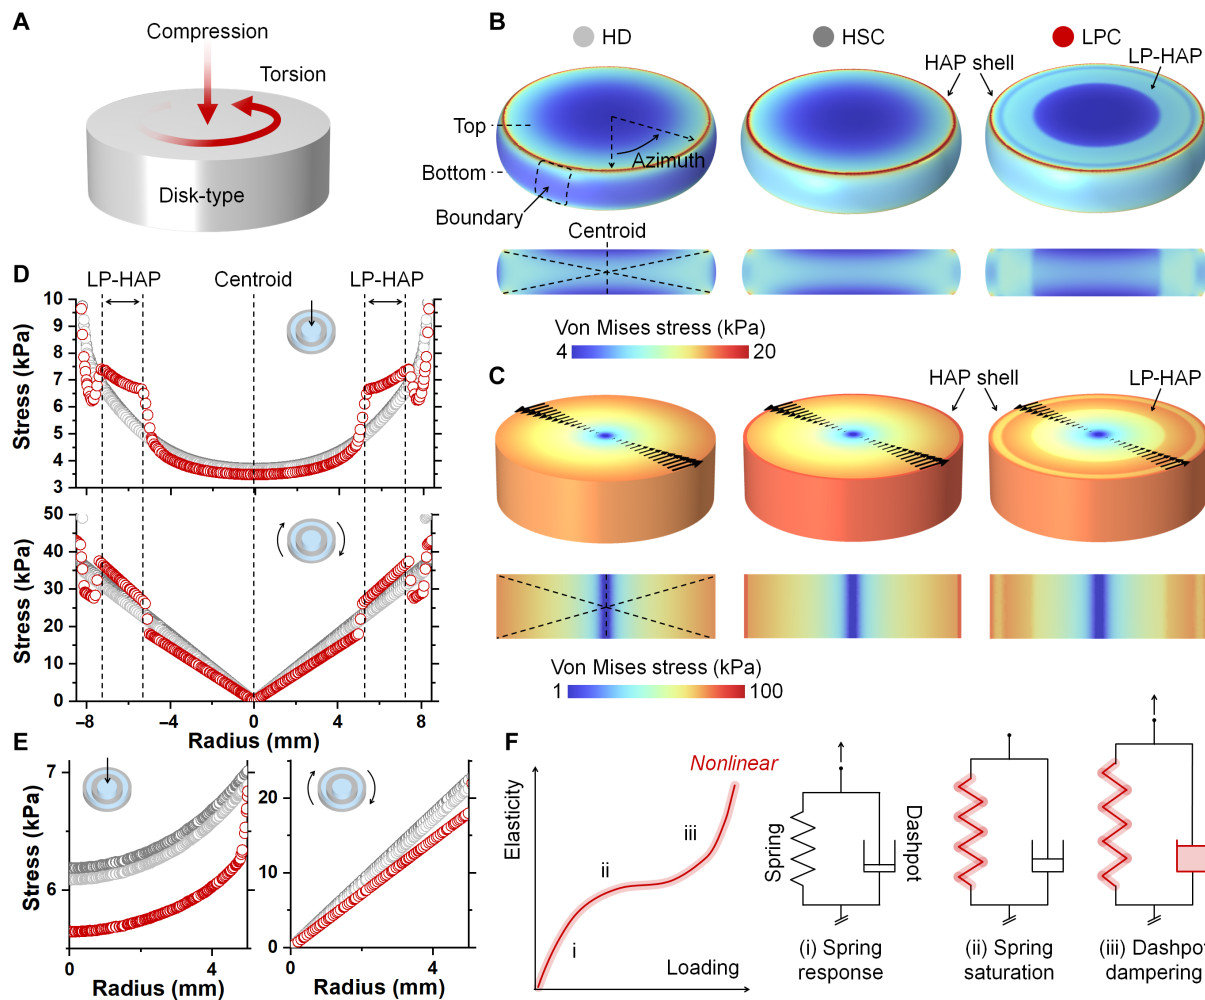 A
Compression
Torsion
Disk-type
B
HD
HSC
LPC
HAP shell
LP-HAP
Top
Azimuth
Bottom
Boundary
Centroid
Von Mises stress (kPa)
4
20
C
HAP shell
LP-HAP
Von Mises stress (kPa)
1
100
D
LP-HAP
Centroid
LP-HAP
10
9
8
7
6
5
4
3
Stress (kPa)
50
40
30
20
10
0
Stress (kPa)
−8
−4
0
4
8
Radius (mm)
E
7
6
Stress (kPa)
0
4
Radius (mm)
20
10
0
0
4
Radius (mm)
F
Nonlinear
Elasticity
i
ii
iii
Loading
Spring
Dashpot
(i) Spring
response
(ii) Spring
saturation
(iii) Dashpo
dampering